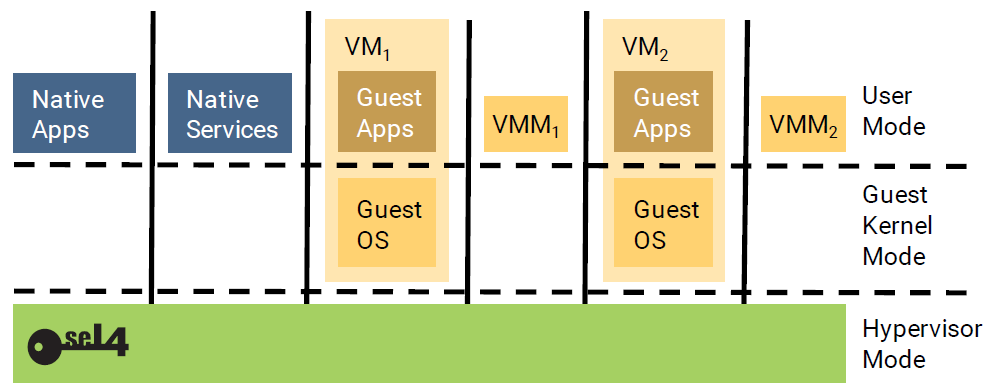 VM1
VM2
Native
Apps
Native
Services
Guest
Apps
VMM1
Guest
Apps
VMM2
User
Mode
Guest
OS
Guest
OS
Guest
Kernel
Mode
seL4
Hypervisor
Mode